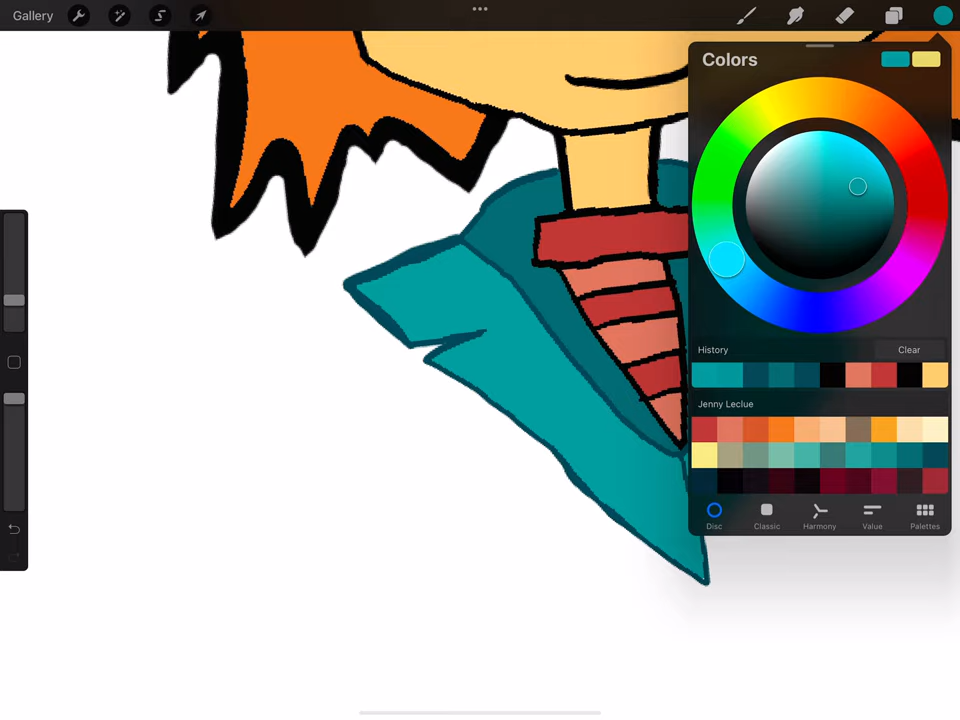 Gallery
Colors
History Clear
Jenny Leclue
Disc Classic Harmony Value Palettes